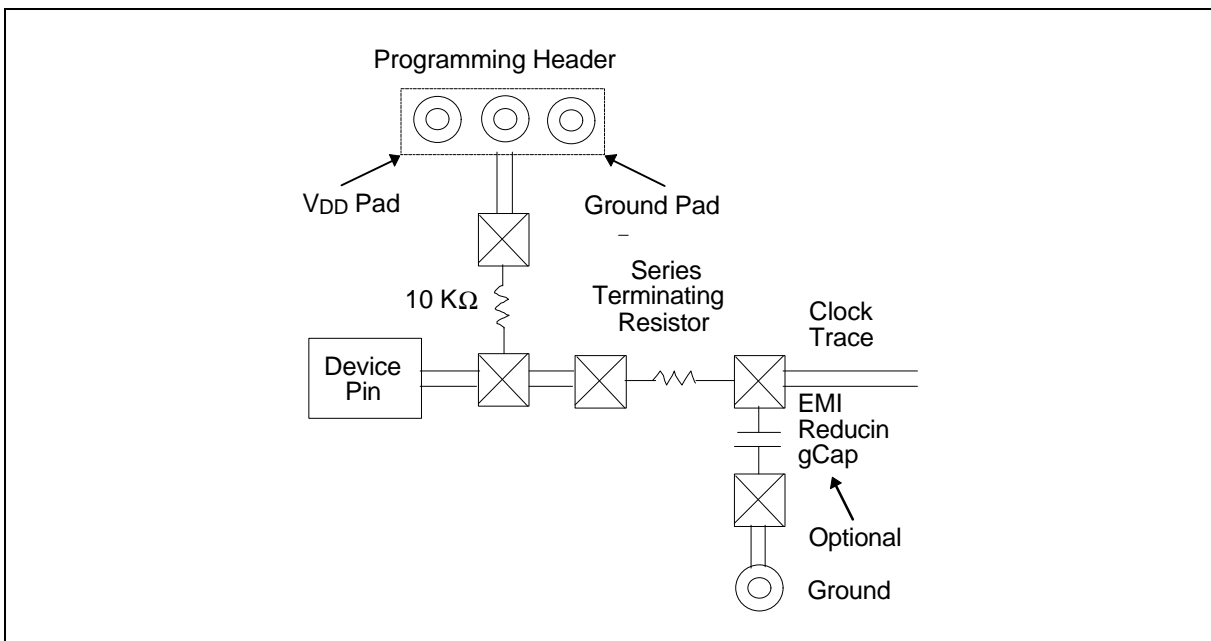 Programming Header
VDD Pad
Ground Pad
10 KΩ
Series
Terminating
Resistor
Clock
Trace
Device
Pin
EMI
Reducin
gCap
Optional
Ground